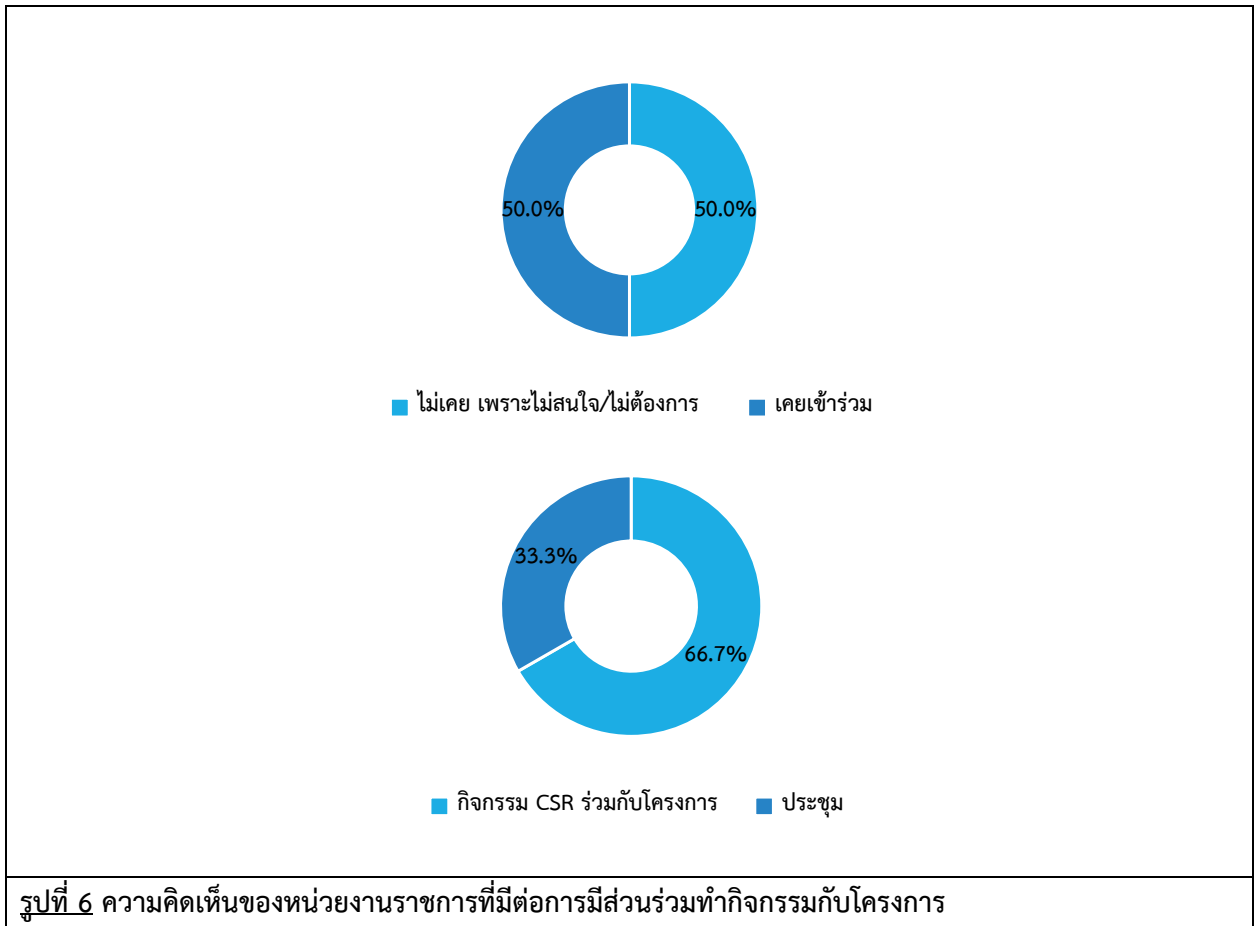 50.0% 50.0%
ไม่เคย เพราะไม่สนใจ/ไม่ต้องการ เคยเข้าร่วม
33.3%
66.7%
กิจกรรม CSR ร่วมกับโครงการ ประชุม
รูปที่ 6 ความคิดเห็นของหน่วยงานราชการที่มีต่อการมีส่วนร่วมทำกิจกรรมกับโครงการ